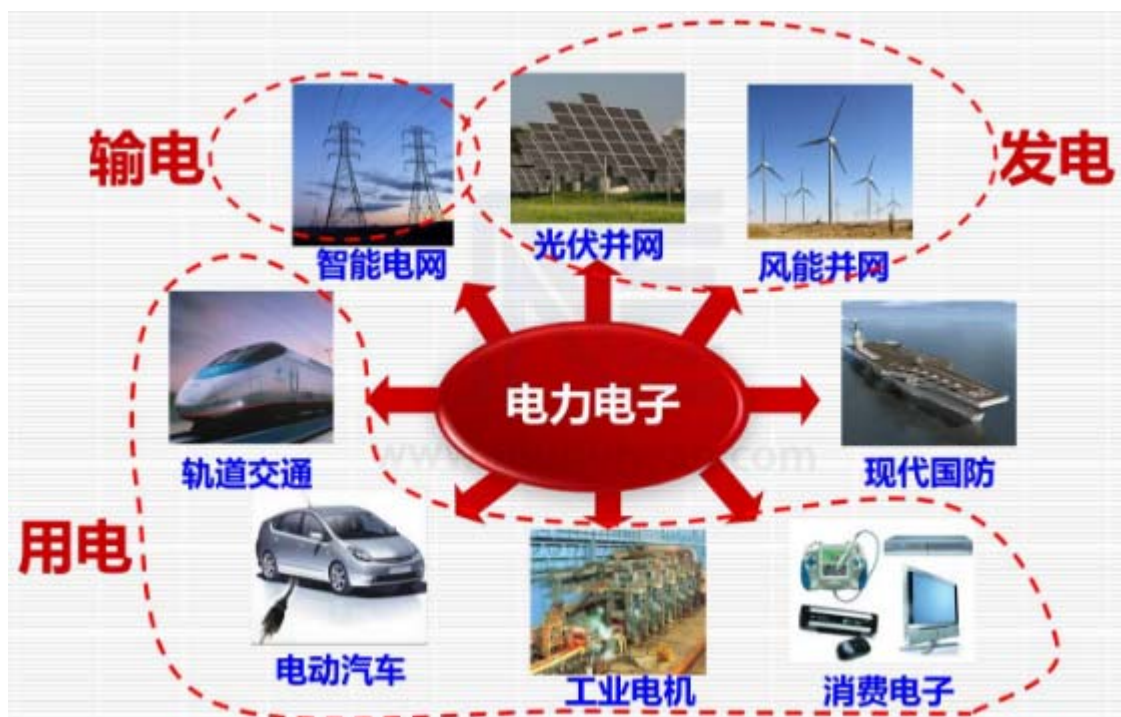 输电
发电
智能电网
光伏并网
风能并网
电力电子
轨道交通
现代国防
用电
电动汽车
工业电机
消费电子